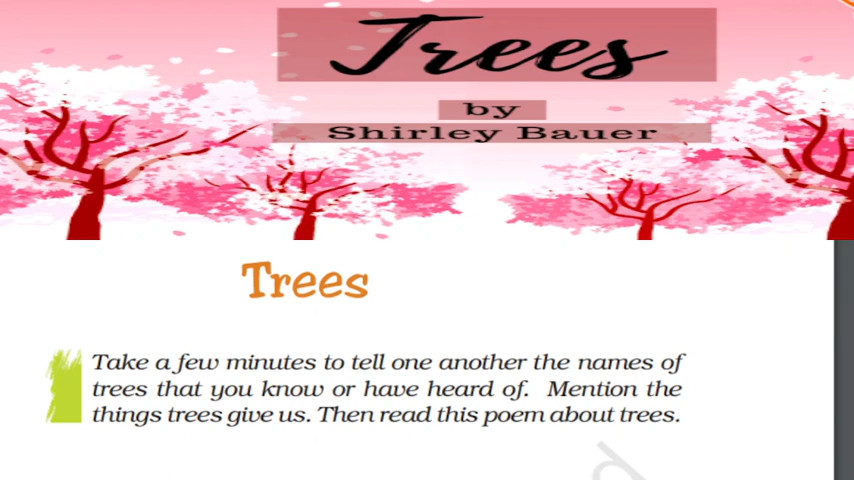 Trees
by
Shirley Bauer
Trees
Take a few minutes to tell one another the names of
trees that you know or have heard of. Mention the
things trees give us. Then read this poem about trees.